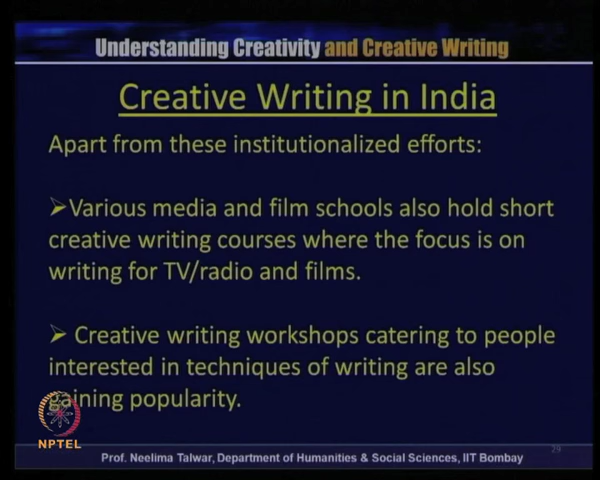 Understanding Creativity and Creative Writing
Creative Writing in India
Apart from these institutionalized efforts:
➢Various media and film schools also hold short
creative writing courses where the focus is on
writing for TV/radio and films.
➢ Creative writing workshops catering to people
interested in techniques of writing are also
gaining popularity.
NPTEL
29
Prof. Neelima Talwar, Department of Humanities & Social Sciences, IIT Bombay